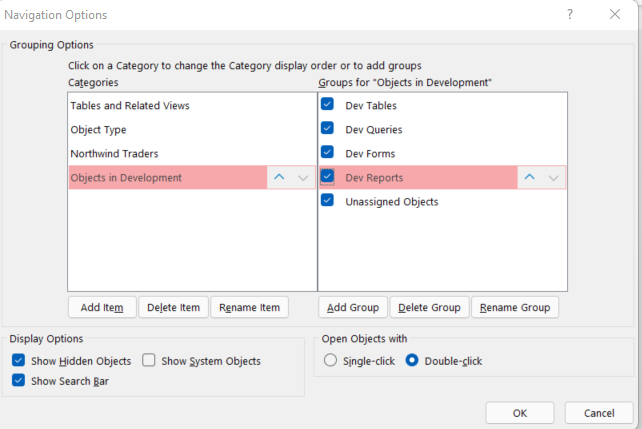 Navigation Options
Grouping Options
Click on a Category to change the Category display order or to add groups
Categories
Groups for "Objects in Development"
Tables and Related Views
Object Type
Northwind Traders
Objects in Development
Dev Tables
Dev Queries
Dev Forms
Dev Reports
Unassigned Objects
Add Item
Delete Item
Rename Item
Add Group
Delete Group
Rename Group
Display Options
Show Hidden Objects
Show System Objects
Show Search Bar
Open Objects with
Single-click
Double-click
OK
Cancel